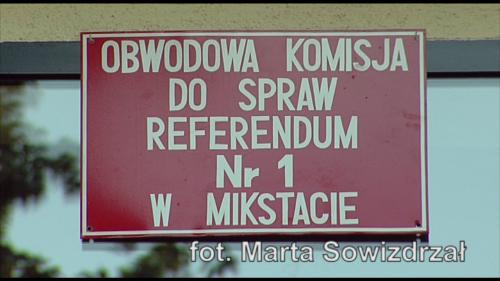 OBWODOWA KOMISJA
DO SPRAW
REFERENDUM
Nr 1
W MIKSTACIE
fot. Marta Sowizdrzał